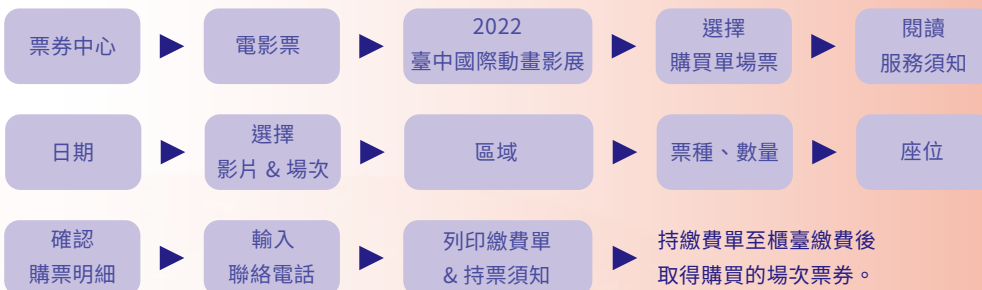 票券中心
電影票
2022
臺中國際動畫影展
選擇
購買單場票
閱讀
服務須知
日期
選擇
影片 & 場次
區域
票種、數量
座位
確認
購票明細
輸入
聯絡電話
列印繳費單
& 持票須知
持繳費單至櫃臺繳費後
取得購買的場次票券。